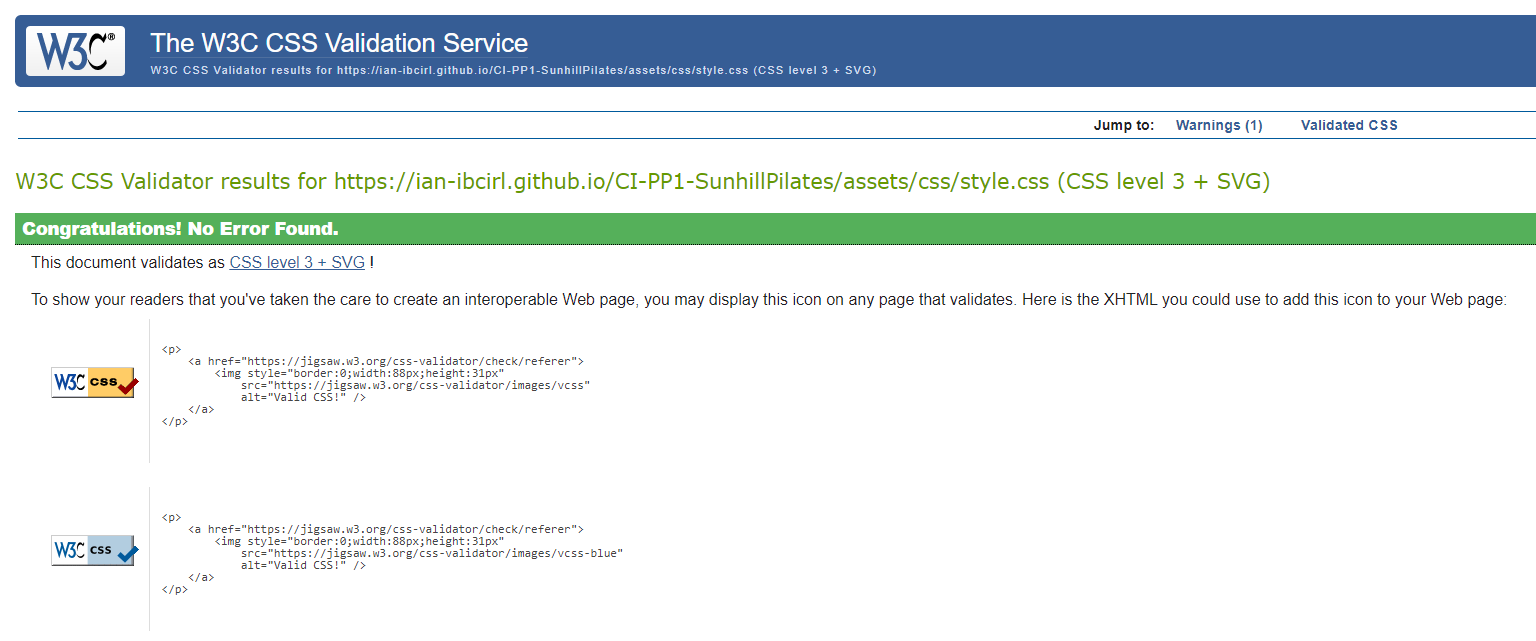 W3C®
The W3C CSS Validation Service
W3C CSS Validator results for https://ian-ibcirl.github.io/CI-PP1-SunhillPilates/assets/css/style.css (CSS level 3 + SVG)
Jump to: Warnings (1) Validated CSS
W3C CSS Validator results for https://ian-ibcirl.github.io/CI-PP1-SunhillPilates/assets/css/style.css (CSS level 3 + SVG)
Congratulations! No Error Found.
This document validates as CSS level 3 + SVG !
To show your readers that you've taken the care to create an interoperable Web page, you may display this icon on any page that validates. Here is the XHTML you could use to add this icon to your Web page:
W3C css
<p>
    <a href="https://jigsaw.w3.org/css-validator/check/referer">
        <img style="border:0;width:88px;height:31px"
            src="https://jigsaw.w3.org/css-validator/images/vcss"
            alt="Valid CSS!" />
    </a>
</p>
W3C css
<p>
    <a href="https://jigsaw.w3.org/css-validator/check/referer">
        <img style="border:0;width:88px;height:31px"
            src="https://jigsaw.w3.org/css-validator/images/vcss-blue"
            alt="Valid CSS!" />
    </a>
</p>